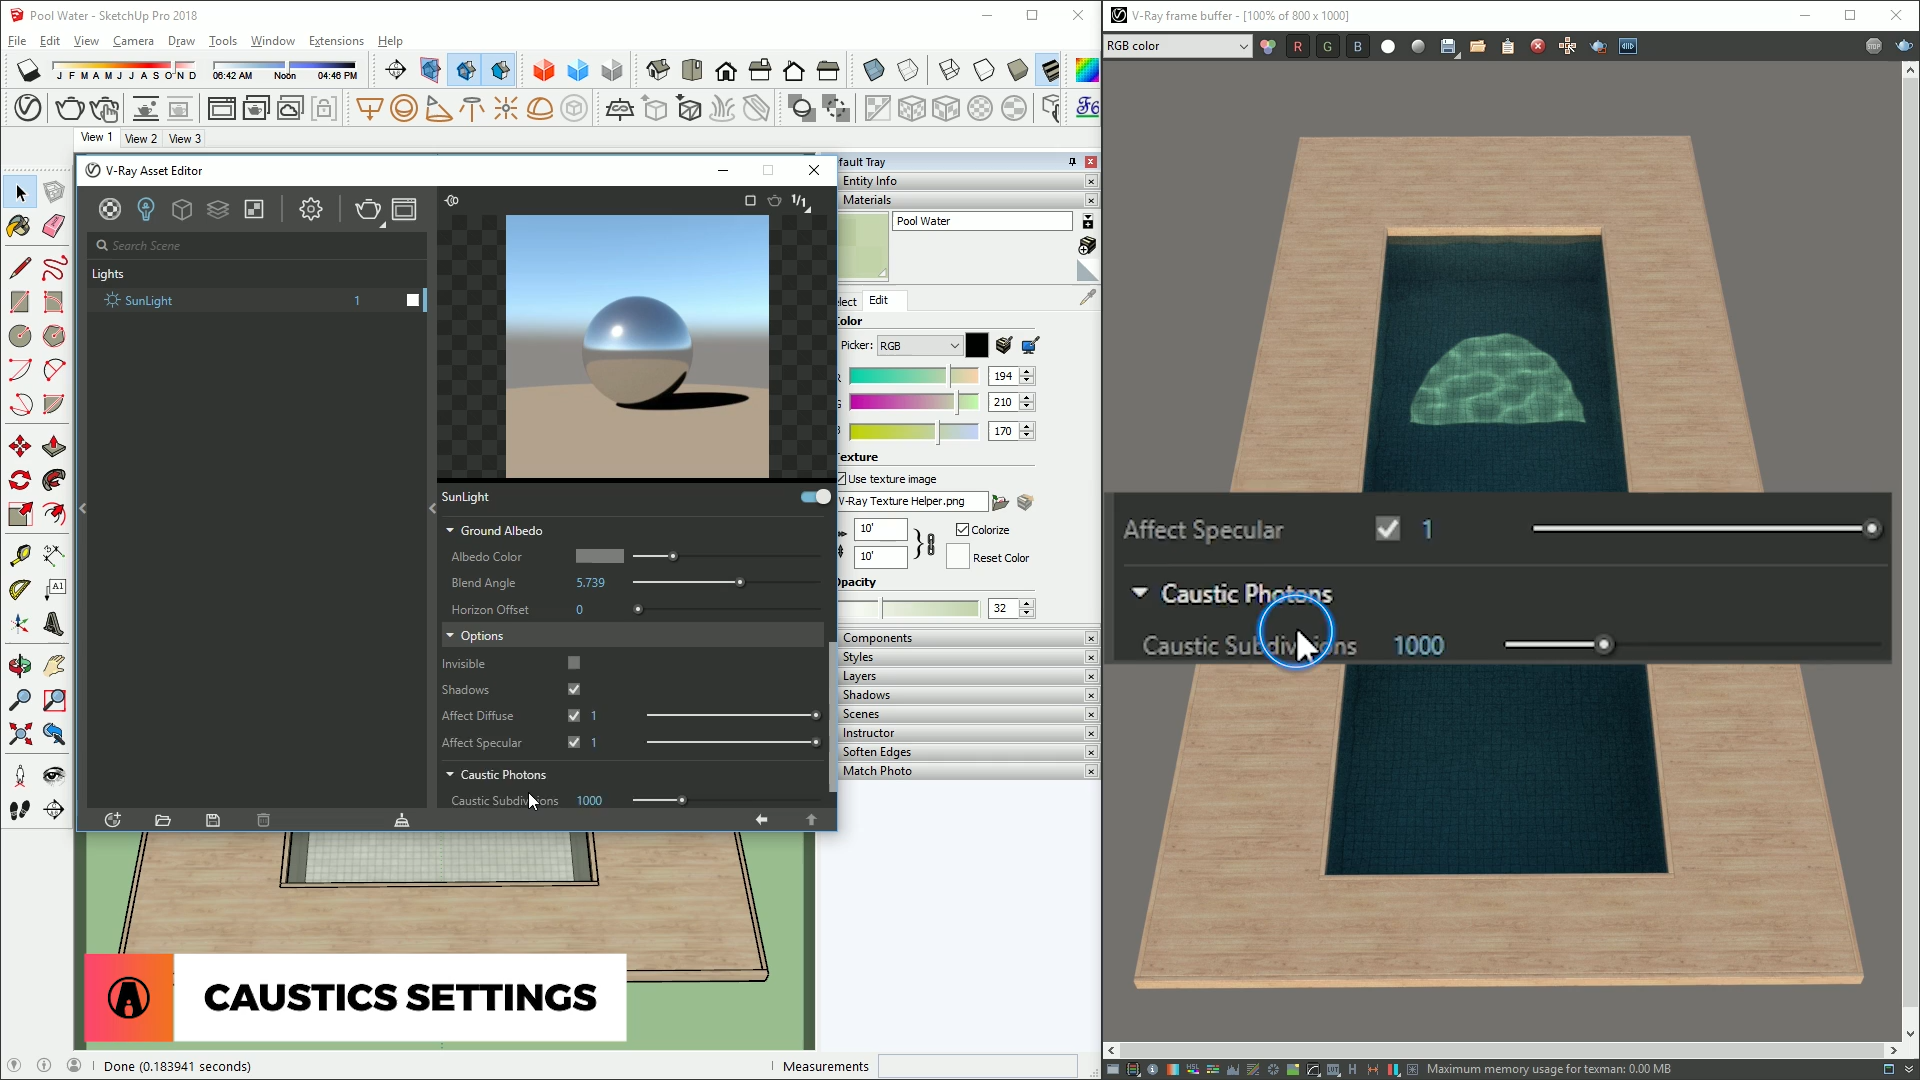 Pool Water - SketchUp Pro 2018
File Edit View Camera Draw Tools Window Extensions Help
J F M A M J J A S O N D
06:42 AM Noon 04:46 PM
View 1 View 2 View 3
V-Ray Asset Editor
Search Scene
Lights
SunLight 1
1/1
SunLight
Ground Albedo
Albedo Color
Blend Angle 5.739
Horizon Offset 0
Options
Invisible
Shadows
Affect Diffuse 1
Affect Specular 1
Caustic Photons
Caustic Subdivisions 1000
fault Tray
Entity Info
Materials
Pool Water
lect Edit
olor
Picker: RGB
194
210
170
exture
Use texture image
V-Ray Texture Helper.png
10'
10'
Colorize
Reset Color
Opacity
32
Components
Styles
Layers
Shadows
Scenes
Instructor
Soften Edges
Match Photo
CAUSTICS SETTINGS
Done (0.183941 seconds)
Measurements
V-Ray frame buffer - [100% of 800 x 1000]
RGB color
R G B
STOP
Affect Specular 1
Caustic Photons
Caustic Subdivisions 1000
Maximum memory usage for texman: 0.00 MB